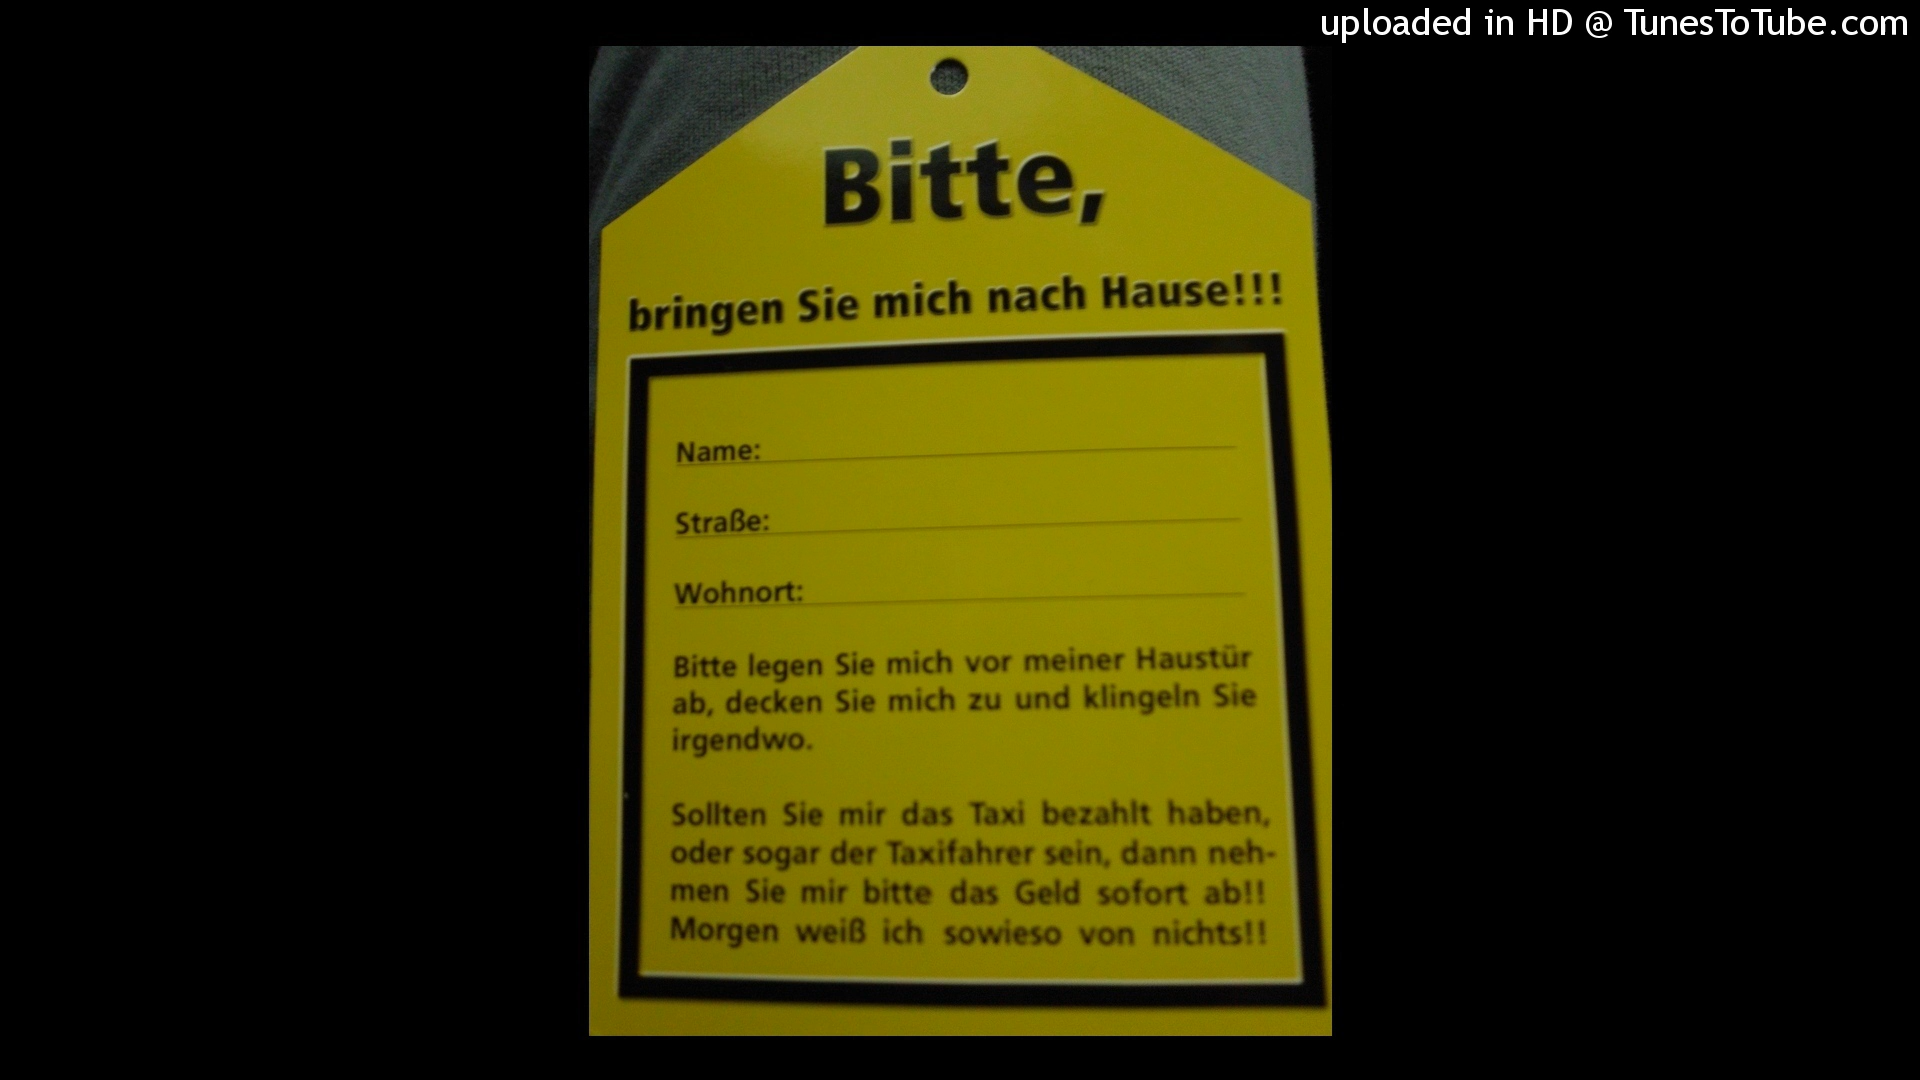 uploaded in HD @ TunesToTube.com
Bitte,
bringen Sie mich nach Hause!!!
Name:
Straße:
Wohnort:
Bitte legen Sie mich vor meiner Haustür
ab, decken Sie mich zu und klingeln Sie
irgendwo.
Sollten Sie mir das Taxi bezahlt haben,
oder sogar der Taxifahrer sein, dann neh-
men Sie mir bitte das Geld sofort ab!!
Morgen weiß ich sowieso von nichts!!